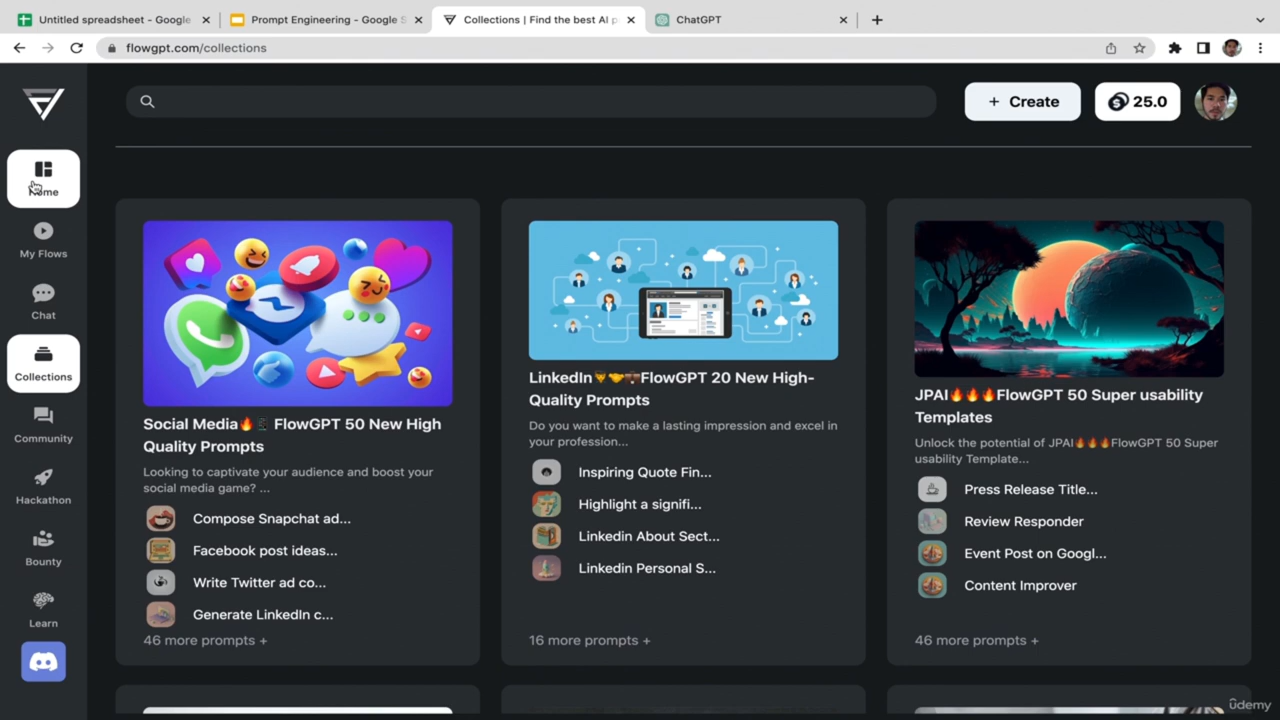 Untitled spreadsheet - Google
Prompt Engineering - Google S
Collections | Find the best AI p
ChatGPT
flowgpt.com/collections
+ Create
25.0
Home
My Flows
Chat
Collections
Community
Hackathon
Bounty
Learn
Social Media🔥 FlowGPT 50 New High
Quality Prompts
Looking to captivate your audience and boost your
social media game? ...
Compose Snapchat ad...
Facebook post ideas...
Write Twitter ad co...
Generate LinkedIn c...
46 more prompts +
LinkedIn FlowGPT 20 New High-
Quality Prompts
Do you want to make a lasting impression and excel in
your profession...
Inspiring Quote Fin...
Highlight a signifi...
Linkedin About Sect...
Linkedin Personal S...
16 more prompts +
JPAI🔥🔥🔥FlowGPT 50 Super usability
Templates
Unlock the potential of JPAI🔥🔥🔥FlowGPT 50 Super
usability Template...
Press Release Title...
Review Responder
Event Post on Googl...
Content Improver
46 more prompts +
ûdemy